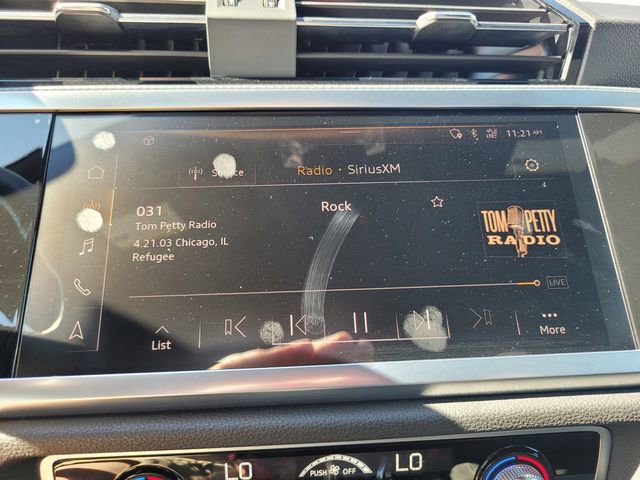 11:21 AM
Source
Radio · SiriusXM
031
Tom Petty Radio
4.21.03 Chicago, IL
Refugee
Rock
TOM PETTY
RADIO
LIVE
List
More
LO
PUSH OFF
LO